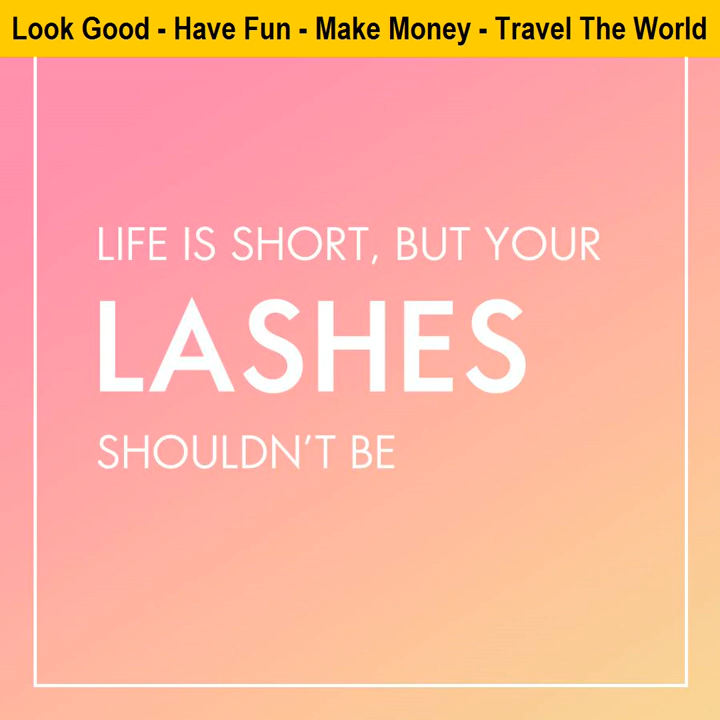 Look Good - Have Fun - Make Money - Travel The World
LIFE IS SHORT, BUT YOUR
LASHES
SHOULDN'T BE